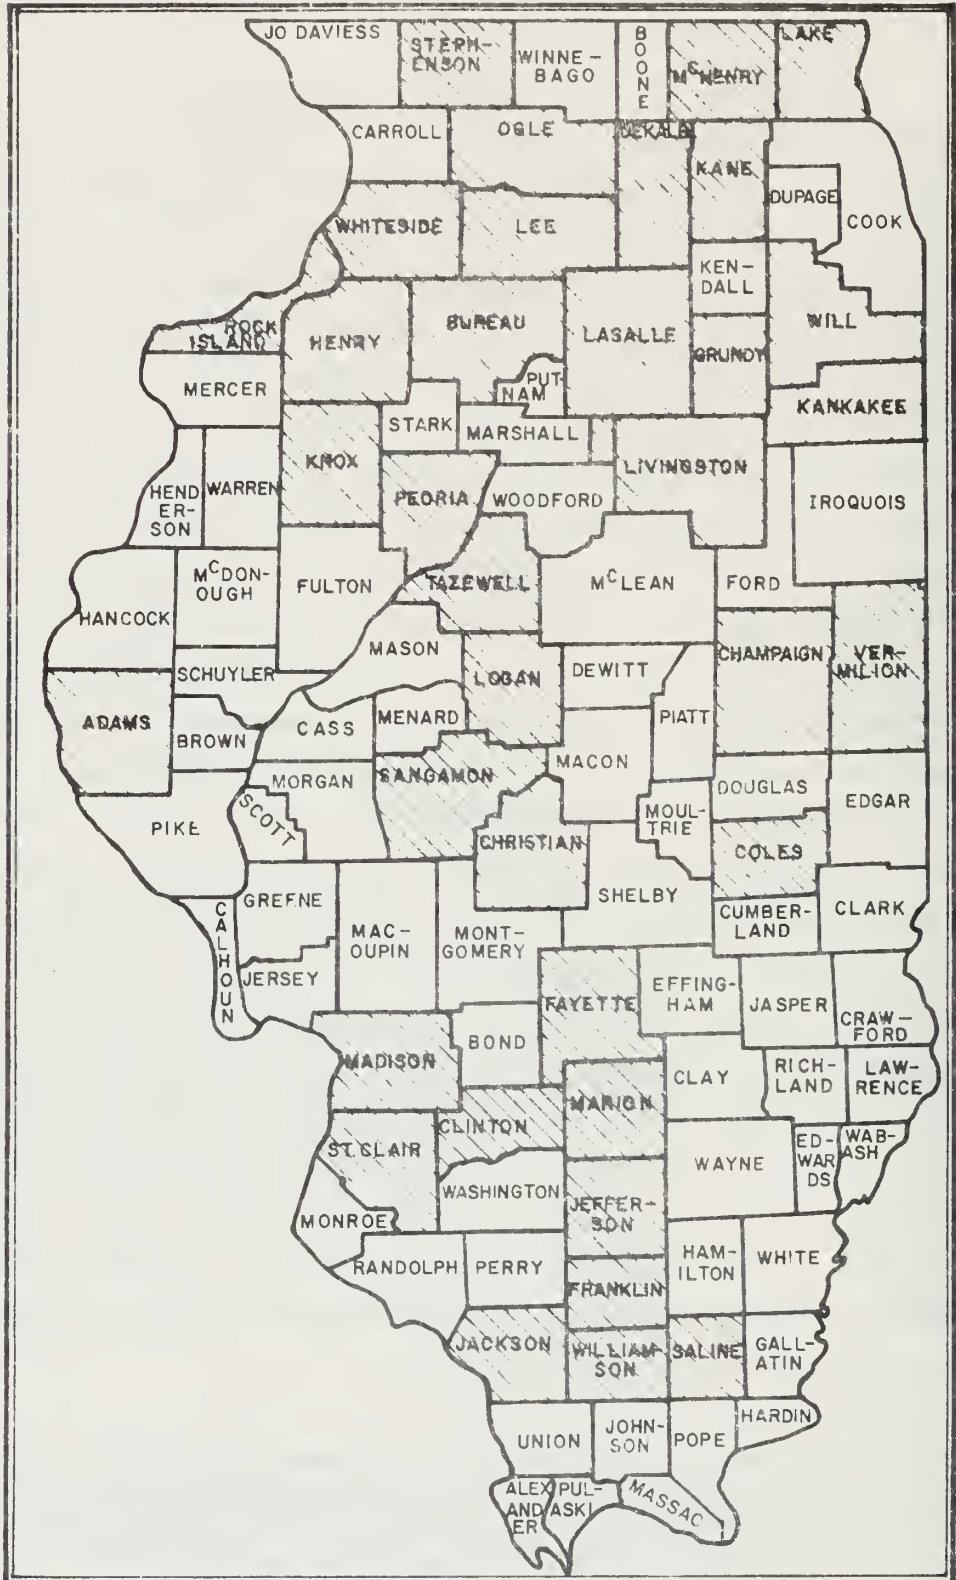 JO DAVIESS
STEPH-
ENSON
WINNE-
BAGO
BOONE
MCHENRY
LAKE
CARROLL
OGLE
DEKALB
KANE
DUPAGE
COOK
WHITESIDE
LEE
KEN-
DALL
ROCK
ISLAND
HENRY
BUREAU
LASALLE
GRUNDY
WILL
MERCER
PUT-
NAM
KANKAKEE
STARK
MARSHALL
KNOX
HEND
ER-
SON
WARREN
PEORIA
WOODFORD
LIVINGSTON
IROQUOIS
HANCOCK
MCDON-
OUGH
FULTON
TAZEWELL
MCLEAN
FORD
SCHUYLER
MASON
LOGAN
DEWITT
CHAMPAIGN
VER-
MILION
ADAMS
BROWN
CASS
MENARD
PIATT
SANGAMON
MACON
PIKE
SCOTT
MORGAN
CHRISTIAN
MOUL-
TRIE
DOUGLAS
EDGAR
COLES
SHELBY
CALHOUN
GREENE
MAC-
OUPIN
MONT-
GOMERY
CUMBER-
LAND
CLARK
JERSEY
FAYETTE
EFFING-
HAM
JASPER
CRAW-
FORD
MADISON
BOND
CLAY
RICH-
LAND
LAW-
RENCE
CLINTON
MARION
ST. CLAIR
WAYNE
ED-
WAR
DS
WAB-
ASH
WASHINGTON
JEFFER-
SON
MONROE
RANDOLPH
PERRY
HAM-
ILTON
WHITE
FRANKLIN
JACKSON
WILLIAM-
SON
SALINE
GALL-
ATIN
UNION
JOHN-
SON
POPE
HARDIN
ALEX
AND
ER
PUL-
ASKI
MASSAC